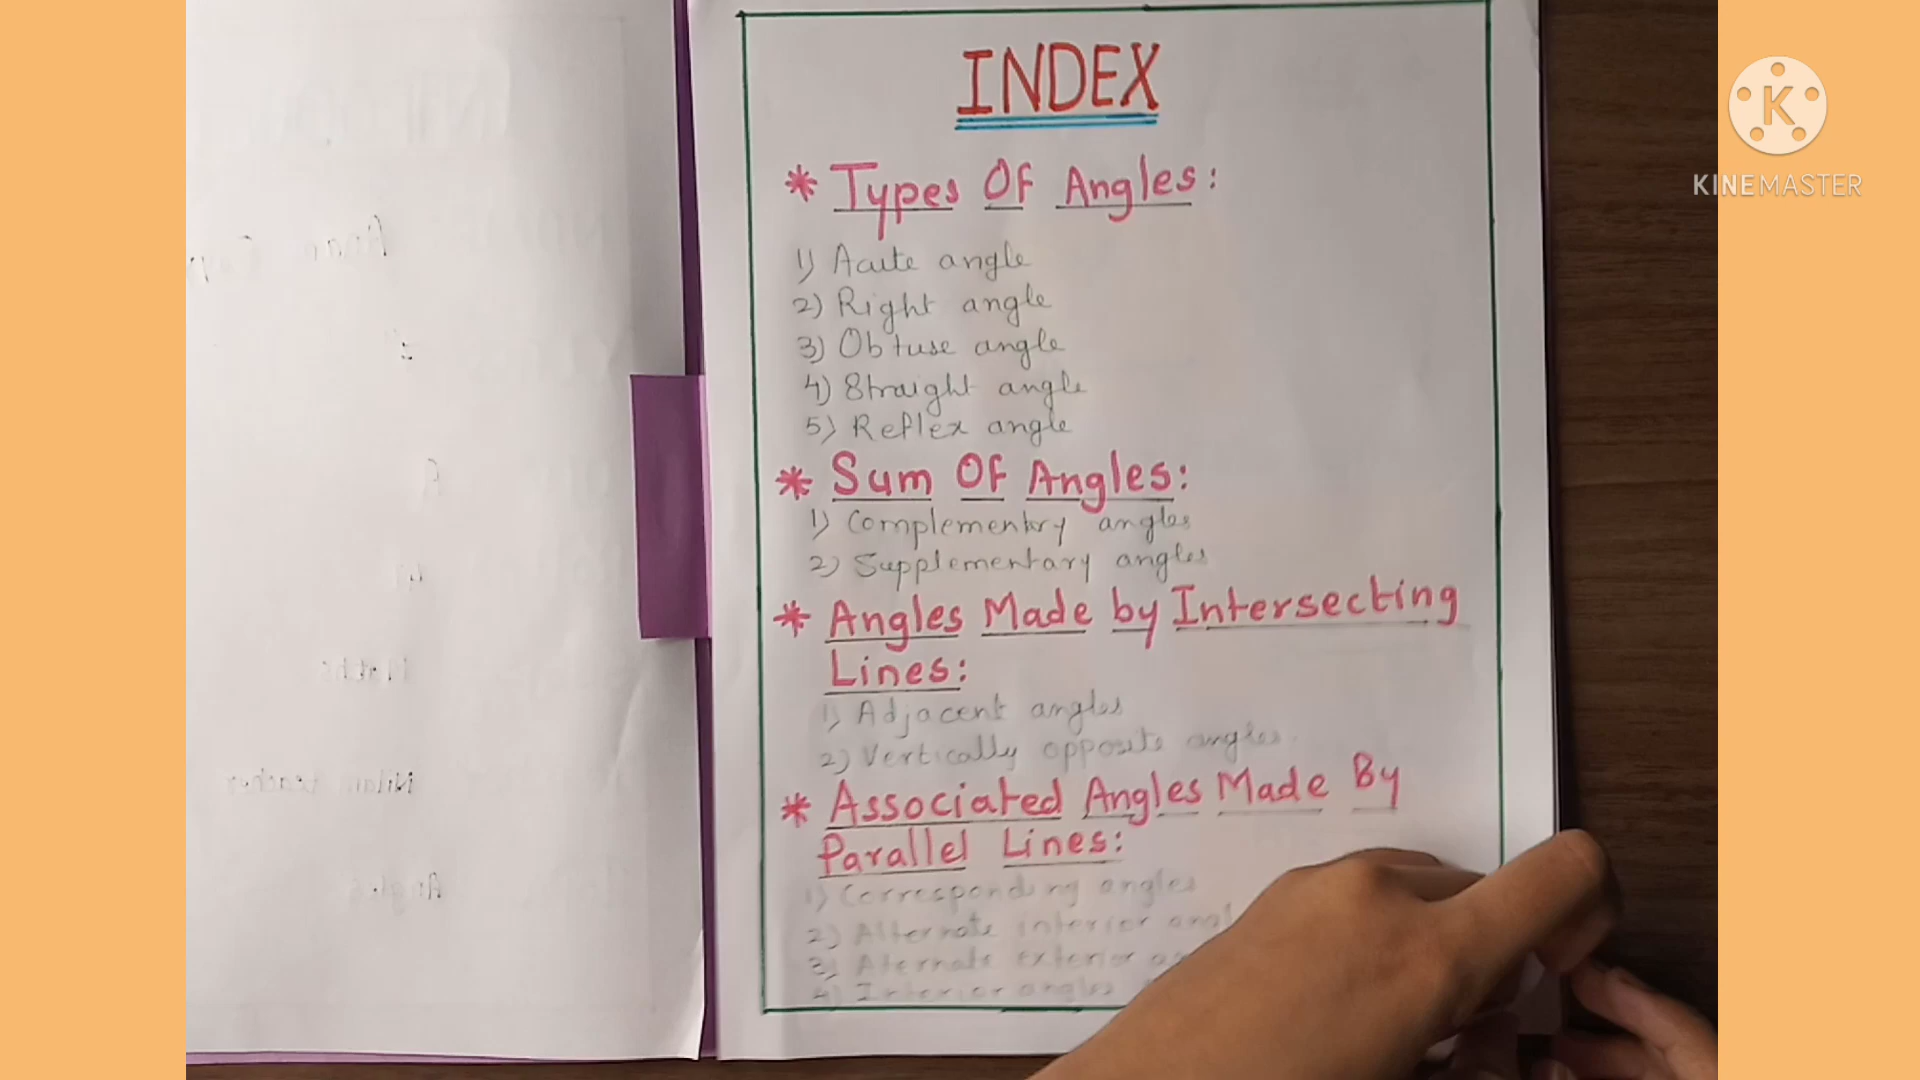 INDEX
* Types Of Angles:
1) Acute angle
2) Right angle
3) Obtuse angle
4) Straight angle
5) Reflex angle
* Sum Of Angles:
1) Complementry angles
2) Supplementary angles
* Angles Made by Intersecting
Lines:
1) Adjacent angles
2) Vertically opposite angles.
* Associated Angles Made By
Parallel Lines:
1) Corresponding angles
2) Alternate interior angl
3) Aternate exterior
4) Interior angles
KINEMASTER